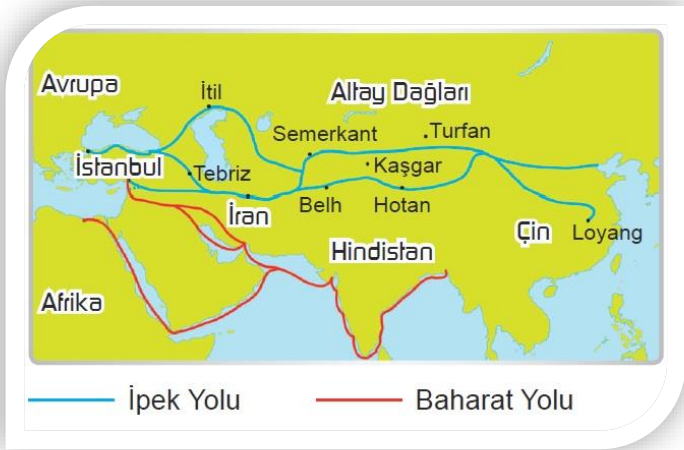 Avrupa
İtil
Altay Dağları
Semerkant
Turfan
İstanbul
Tebriz
Kaşgar
İran
Belh
Hotan
Hindistan
Çin
Loyang
Afrika
İpek Yolu
Baharat Yolu